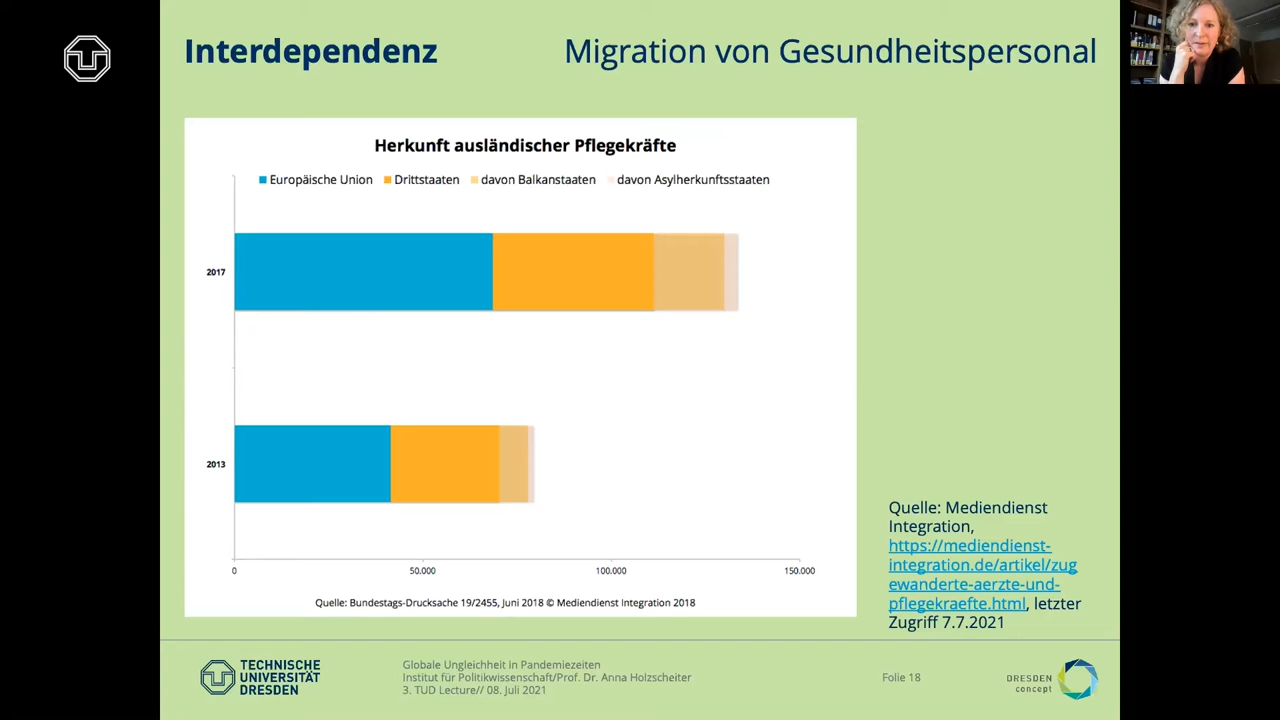 Interdependenz
Migration von Gesundheitspersonal
Herkunft ausländischer Pflegekräfte
Europäische Union
Drittstaaten
davon Balkanstaaten
davon Asylherkunftsstaaten
2017
2013
0
50.000
100.000
150.000
Quelle: Bundestags-Drucksache 19/2455, Juni 2018 © Mediendienst Integration 2018
Quelle: Mediendienst
Integration,
https://mediendienst-
integration.de/artikel/zug
ewanderte-aerzte-und-
pflegekraefte.html, letzter
Zugriff 7.7.2021
TECHNISCHE
UNIVERSITÄT
DRESDEN
Globale Ungleichheit in Pandemiezeiten
Institut für Politikwissenschaft/Prof. Dr. Anna Holzscheiter
3. TUD Lecture// 08. Juli 2021
Folie 18
DRESDEN
concept